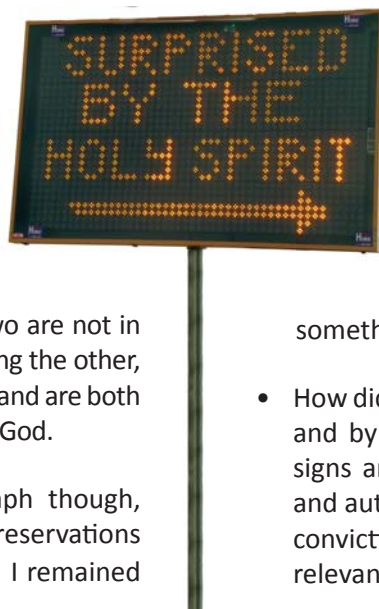 SURPRISED
BY THE
HOLY SPIRIT
wo are not in
ng the other,
and are both
God.
ph though,
reservations
I remained
someth
• How did
and by
signs an
and aut
convict
relevan